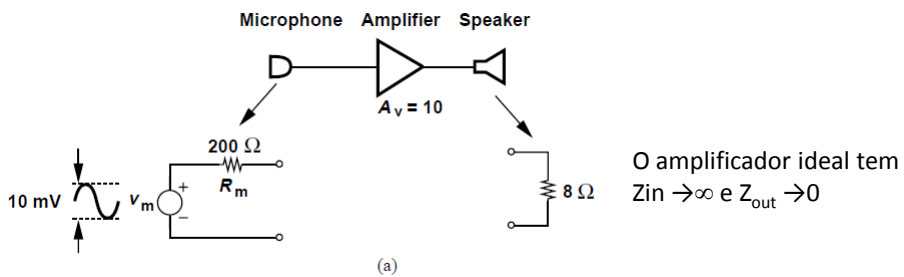 Microphone Amplifier Speaker
A_v = 10
200 Ω
R_m
10 mV
v_m
+
−
8 Ω
O amplificador ideal tem
Zin →∞ e Z_out →0
(a)